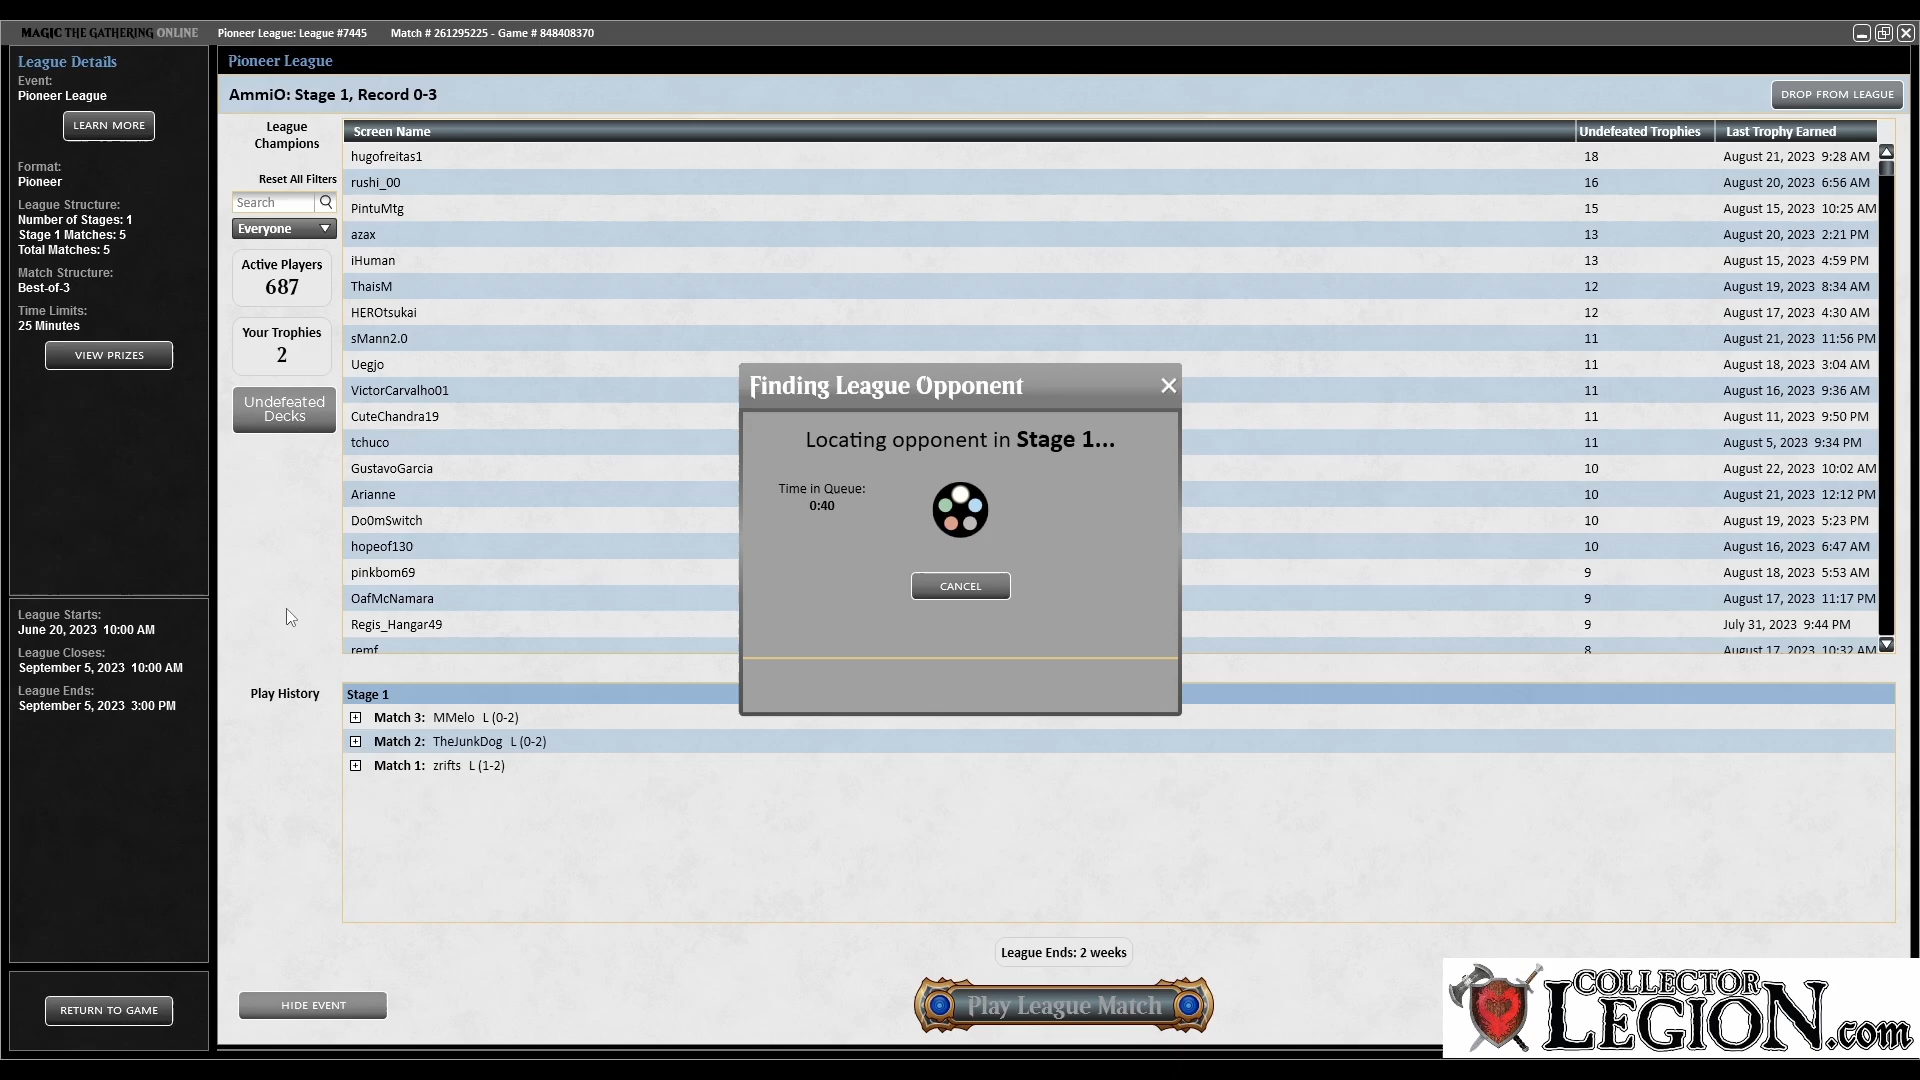 MAGIC THE GATHERING ONLINE
Pioneer League: League #7445 Match # 261295225 - Game # 848408370
League Details
Event:
Pioneer League
LEARN MORE
Format:
Pioneer
League Structure:
Number of Stages: 1
Stage 1 Matches: 5
Total Matches: 5
Match Structure:
Best-of-3
Time Limits:
25 Minutes
VIEW PRIZES
League Starts:
June 20, 2023 10:00 AM
League Closes:
September 5, 2023 10:00 AM
League Ends:
September 5, 2023 3:00 PM
RETURN TO GAME
Pioneer League
AmmiO: Stage 1, Record 0-3
DROP FROM LEAGUE
League
Champions
Reset All Filters
Search
Everyone
Active Players
687
Your Trophies
2
Undefeated
Decks
Screen Name Undefeated Trophies Last Trophy Earned
hugofreitas1 18 August 21, 2023 9:28 AM
rushi_00 16 August 20, 2023 6:56 AM
PintuMtg 15 August 15, 2023 10:25 AM
azax 13 August 20, 2023 2:21 PM
iHuman 13 August 15, 2023 4:59 PM
ThaisM 12 August 19, 2023 8:34 AM
HEROtsukai 12 August 17, 2023 4:30 AM
sMann2.0 11 August 21, 2023 11:56 PM
Uegjo 11 August 18, 2023 3:04 AM
VictorCarvalho01 11 August 16, 2023 9:36 AM
CuteChandra19 11 August 11, 2023 9:50 PM
tchuco 11 August 5, 2023 9:34 PM
GustavoGarcia 10 August 22, 2023 10:02 AM
Arianne 10 August 21, 2023 12:12 PM
Do0mSwitch 10 August 19, 2023 5:23 PM
hopeof130 10 August 16, 2023 6:47 AM
pinkbom69 9 August 18, 2023 5:53 AM
OafMcNamara 9 August 17, 2023 11:17 PM
Regis_Hangar49 9 July 31, 2023 9:44 PM
remf 8 August 17, 2023 10:32 AM
Finding League Opponent
Locating opponent in Stage 1...
Time in Queue:
0:40
CANCEL
Play History
Stage 1
Match 3: MMelo L (0-2)
Match 2: TheJunkDog L (0-2)
Match 1: zrifts L (1-2)
League Ends: 2 weeks
HIDE EVENT
Play League Match
COLLECTOR
LEGION.com